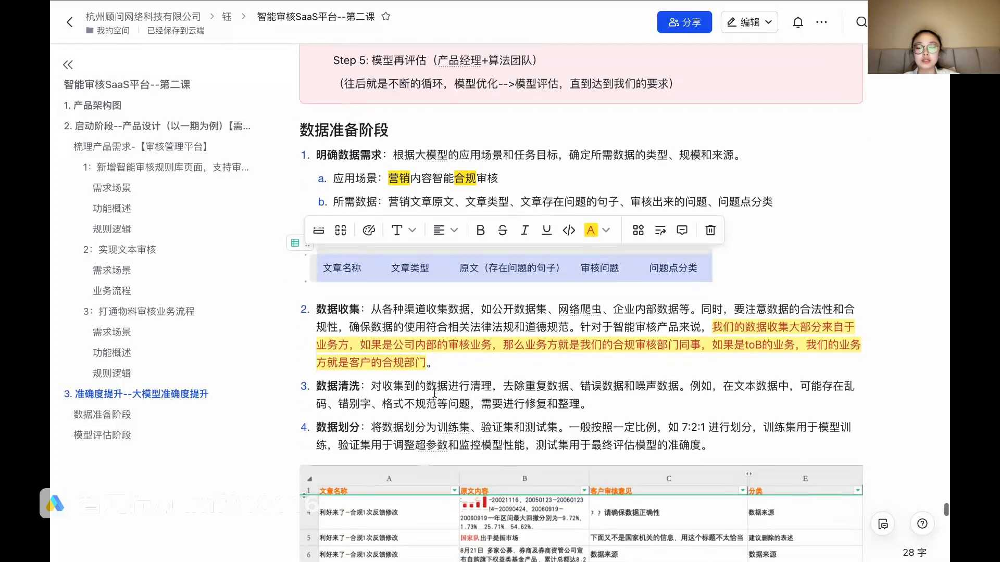 杭州顾问网络科技有限公司 > 钰 > 智能审核SaaS平台--第二课
我的空间 | 已经保存到云端
分享
编辑
智能审核SaaS平台--第二课
1. 产品架构图
2. 启动阶段--产品设计（以一期为例）【需...
梳理产品需求-【审核管理平台】
1：新增智能审核规则库页面，支持审...
需求场景
功能概述
规则逻辑
2：实现文本审核
需求场景
业务流程
3：打通物料审核业务流程
需求场景
功能概述
规则逻辑
3. 准确度提升--大模型准确度提升
数据准备阶段
模型评估阶段
Step 5: 模型再评估（产品经理+算法团队）
（往后就是不断的循环，模型优化-->模型评估，直到达到我们的要求）
数据准备阶段
1. 明确数据需求：根据大模型的应用场景和任务目标，确定所需数据的类型、规模和来源。
a. 应用场景：营销内容智能合规审核
b. 所需数据：营销文章原文、文章类型、文章存在问题的句子、审核出来的问题、问题点分类
文章名称 文章类型 原文（存在问题的句子） 审核问题 问题点分类
2. 数据收集：从各种渠道收集数据，如公开数据集、网络爬虫、企业内部数据等。同时，要注意数据的合法性和合
规性，确保数据的使用符合相关法律法规和道德规范。针对于智能审核产品来说，我们的数据收集大部分来自于
业务方，如果是公司内部的审核业务，那么业务方就是我们的合规审核部门同事，如果是toB的业务，我们的业务
方就是客户的合规部门。
3. 数据清洗：对收集到的数据进行清理，去除重复数据、错误数据和噪声数据。例如，在文本数据中，可能存在乱
码、错别字、格式不规范等问题，需要进行修复和整理。
4. 数据划分：将数据划分为训练集、验证集和测试集。一般按照一定比例，如 7:2:1 进行划分，训练集用于模型训
练，验证集用于调整超参数和监控模型性能，测试集用于最终评估模型的准确度。
A B C E
1 文章名称 原文内容 客户审核意见 分类
-20021116、20050123-20060123
24-20090424、20080919-
4 利好来了-合规1次反馈修改 20090919一年区间最大回撤分别为-9.72%、 ？？请确保数据正确性 数据来源
1.73%、25.71%、54.62%。
5 利好来了-合规1次反馈修改 国家队出手提振市场 下面又不是国家机关的信息，用这个标题不太恰当 建议删除的表述
6 利好来了-合规1次反馈修改 8月21日 多家公募、券商及券商资管公司宣 数据来源 数据来源
布自购旗下权益类基金产品，累计总额达8.2
28 字